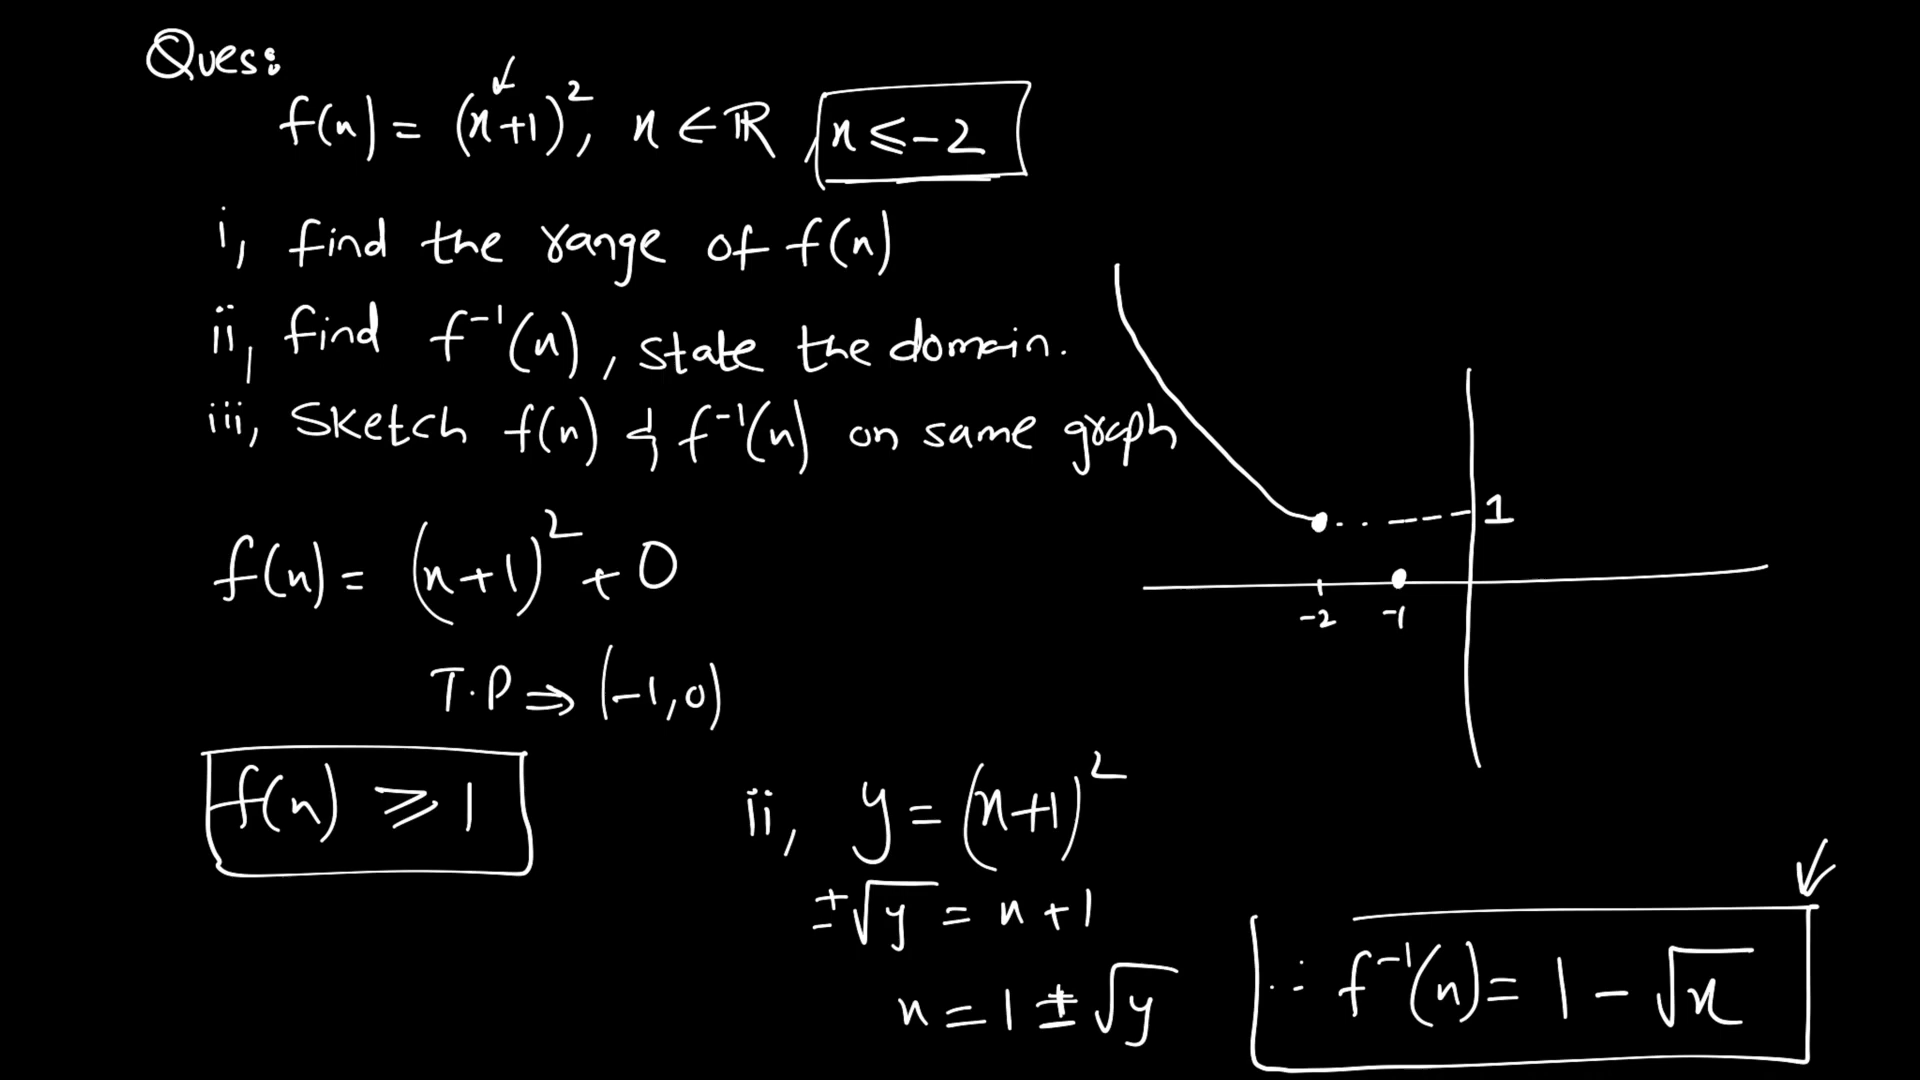 Ques:
f(n) = (n+1)², n ∈ ℝ, n ≤ -2
i, find the range of f(n)
ii, find f⁻¹(n), state the domain.
iii, Sketch f(n) & f⁻¹(n) on same graph
1
-2 -1
f(n) = (n+1)² + 0
T.P ⇒ (-1,0)
f(n) ≥ 1
ii, y = (n+1)²
±√y = n+1
n = 1 ± √y
∴ f⁻¹(n) = 1 - √n